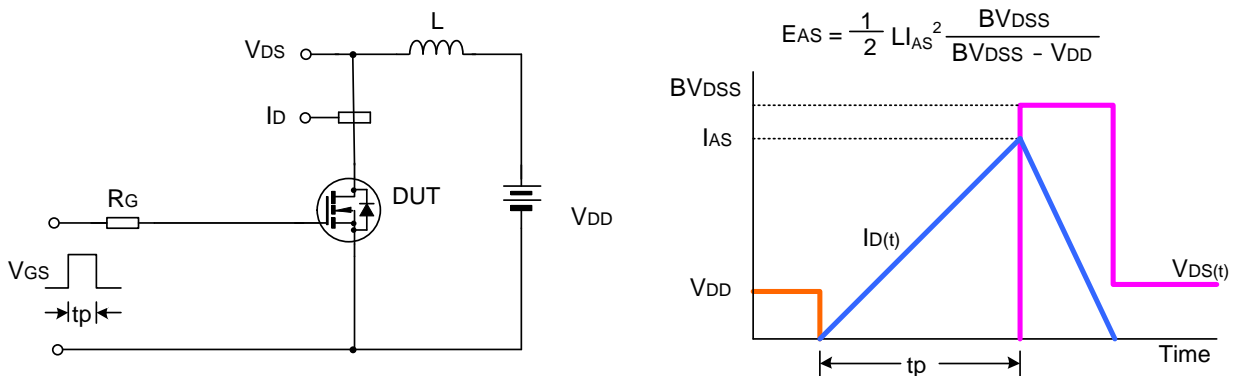 VDS
L
ID
RG
DUT
VDD
VGS
tp
EAS = 1/2 LIAS² BVDSS/(BVDSS - VDD)
BVDSS
IAS
ID(t)
VDD
VDS(t)
Time
tp